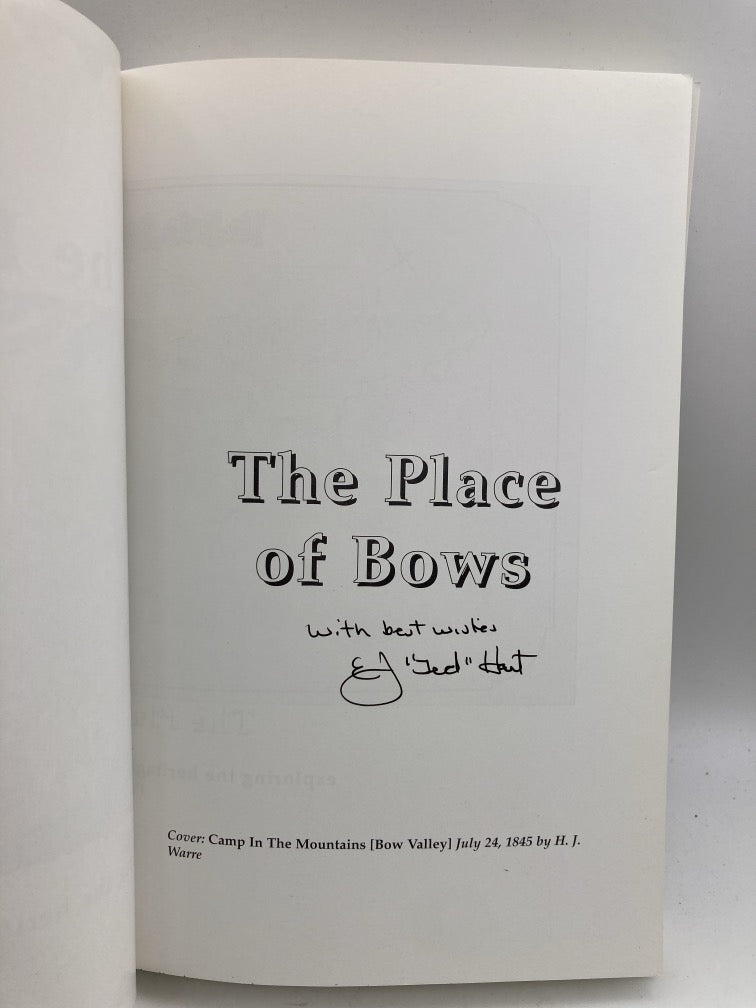 The Place
of Bows
with best wishes
EJ "Ted" Hart
Cover: Camp In The Mountains [Bow Valley] July 24, 1845 by H. J.
Warre